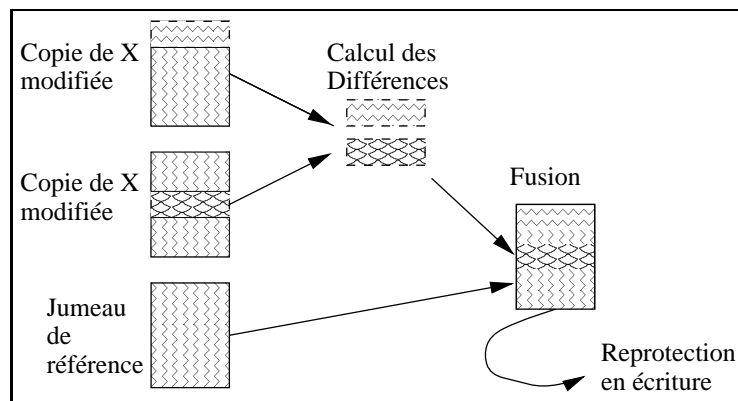 Copie de X
modifiée
Calcul des
Différences
Copie de X
modifiée
Fusion
Jumeau
de
référence
Reprotection
en écriture